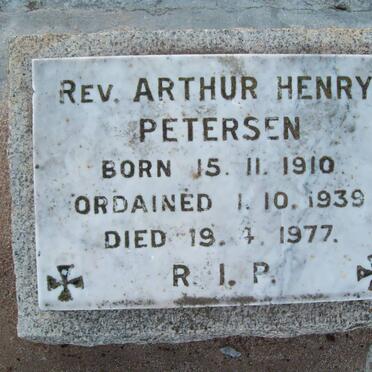 REV. ARTHUR HENRY
PETERSEN
BORN 15. 11. 1910
ORDAINED 1. 10. 1939
DIED 19. 4. 1977.
R. I. P.